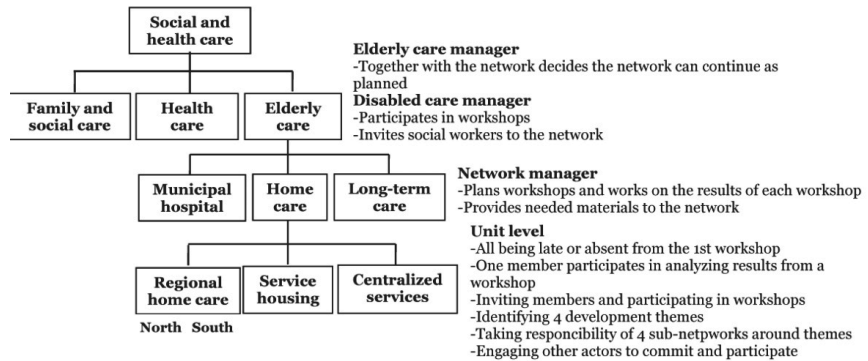 Social and
health care
Elderly care manager
-Together with the network decides the network can continue as
planned
Family and
social care
Health
care
Elderly
care
Disabled care manager
-Participates in workshops
-Invites social workers to the network
Municipal
hospital
Home
care
Long-term
care
Network manager
-Plans workshops and works on the results of each workshop
-Provides needed materials to the network
Unit level
-All being late or absent from the 1st workshop
-One member participates in analyzing results from a
workshop
-Inviting members and participating in workshops
-Identifying 4 development themes
-Taking responcibility of 4 sub-netpworks around themes
-Engaging other actors to commit and participate
Regional
home care
Service
housing
Centralized
services
North South